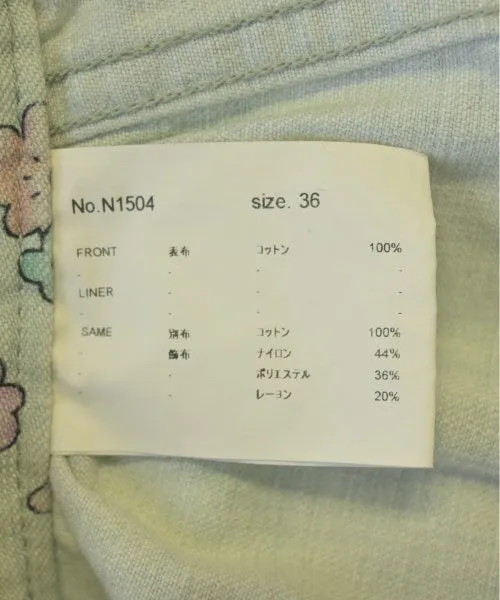 No.N1504 size. 36
FRONT 表布 コットン 100%
- - - -
LINER - - -
- - - -
SAME 別布 コットン 100%
- 飾布 ナイロン 44%
- - ポリエステル 36%
- - レーヨン 20%